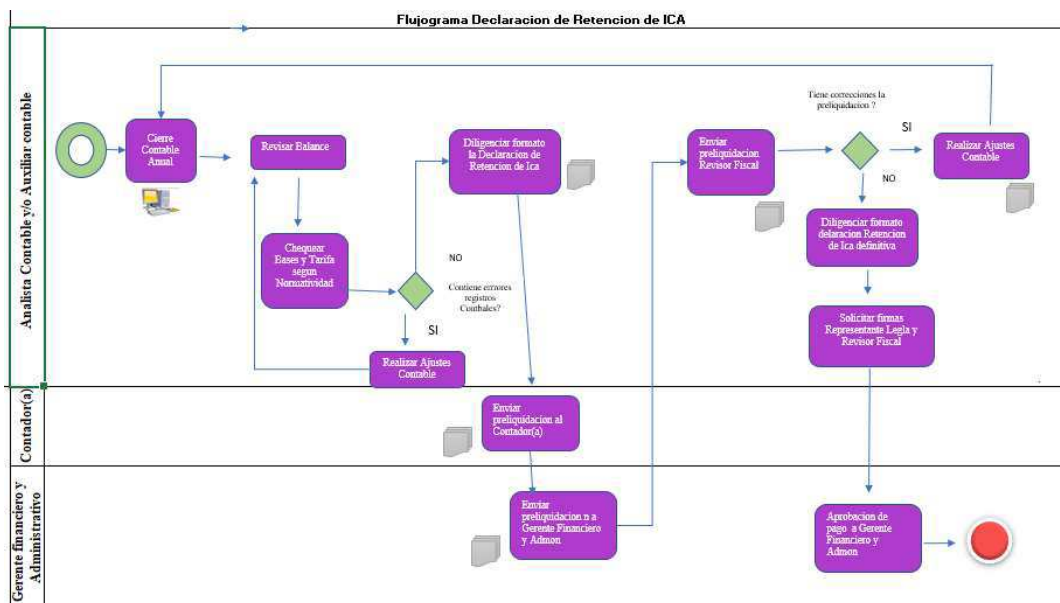 Flujograma Declaracion de Retencion de ICA
Analista Contable y/o Auxiliar contable
Cierre
Contable
Anual
Revisar Balance
Chequear
Bases y Tarifa
segun
Normatividad
NO
Contiene errores
registros
Contbales?
SI
Realizar Ajustes
Contable
Diligenciar formato
la Declaracion de
Retencion de Ica
Enviar
preliquidacion
Revisor Fiscal
Tiene correcciones la
preliquidacion ?
SI
NO
Realizar Ajustes
Contable
Diligenciar formato
delaracion Retencion
de Ica definitiva
Solicitar firmas
Representante Legla y
Revisor Fiscal
Contador(a)
Enviar
preliquidacion al
Contador(a)
Gerente financiero y
Administrativo
Enviar
preliquidacion n a
Gerente Financiero
y Admon
Aprobacion de
pago a Gerente
Financiero y
Admon